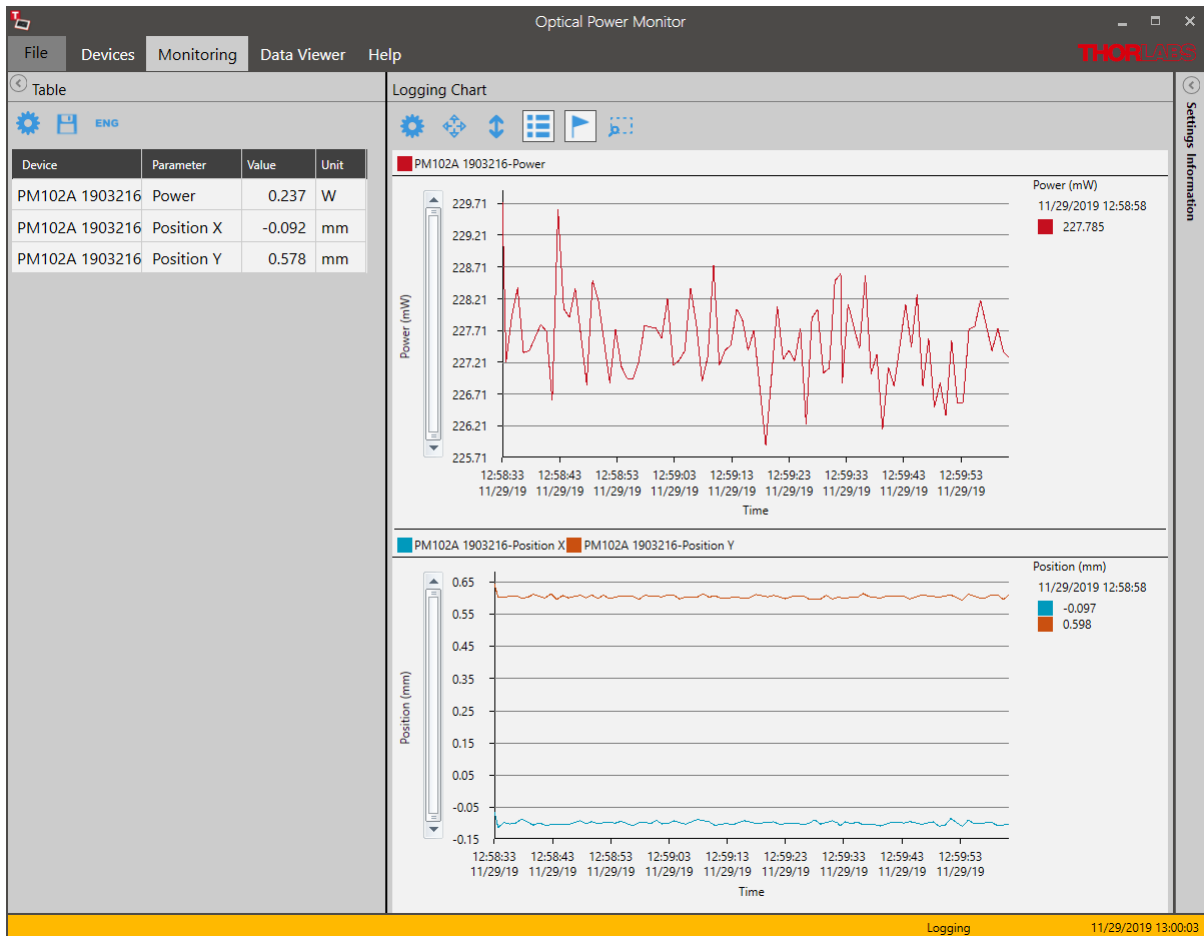 Optical Power Monitor
File Devices Monitoring Data Viewer Help
THORLABS
Table
ENG
Device Parameter Value Unit
PM102A 1903216 Power 0.237 W
PM102A 1903216 Position X -0.092 mm
PM102A 1903216 Position Y 0.578 mm
Logging Chart
PM102A 1903216-Power
Power (mW)
229.71
229.21
228.71
228.21
227.71
227.21
226.71
226.21
225.71
12:58:33 12:58:43 12:58:53 12:59:03 12:59:13 12:59:23 12:59:33 12:59:43 12:59:53
11/29/19 11/29/19 11/29/19 11/29/19 11/29/19 11/29/19 11/29/19 11/29/19 11/29/19
Time
Power (mW)
11/29/2019 12:58:58
227.785
PM102A 1903216-Position X PM102A 1903216-Position Y
Position (mm)
0.65
0.55
0.45
0.35
0.25
0.15
0.05
-0.05
-0.15
12:58:33 12:58:43 12:58:53 12:59:03 12:59:13 12:59:23 12:59:33 12:59:43 12:59:53
11/29/19 11/29/19 11/29/19 11/29/19 11/29/19 11/29/19 11/29/19 11/29/19 11/29/19
Time
Position (mm)
11/29/2019 12:58:58
-0.097
0.598
Settings Information
Logging 11/29/2019 13:00:03